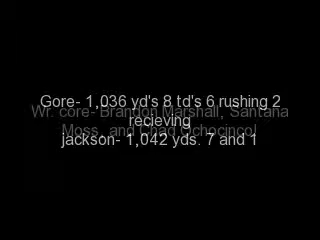 Gore- 1,036 yd's 8 td's 6 rushing 2
recieving
jackson- 1,042 yds. 7 and 1
Wr. core- Brandon Marshall, Santana
Moss, and Chad Ochocinco!